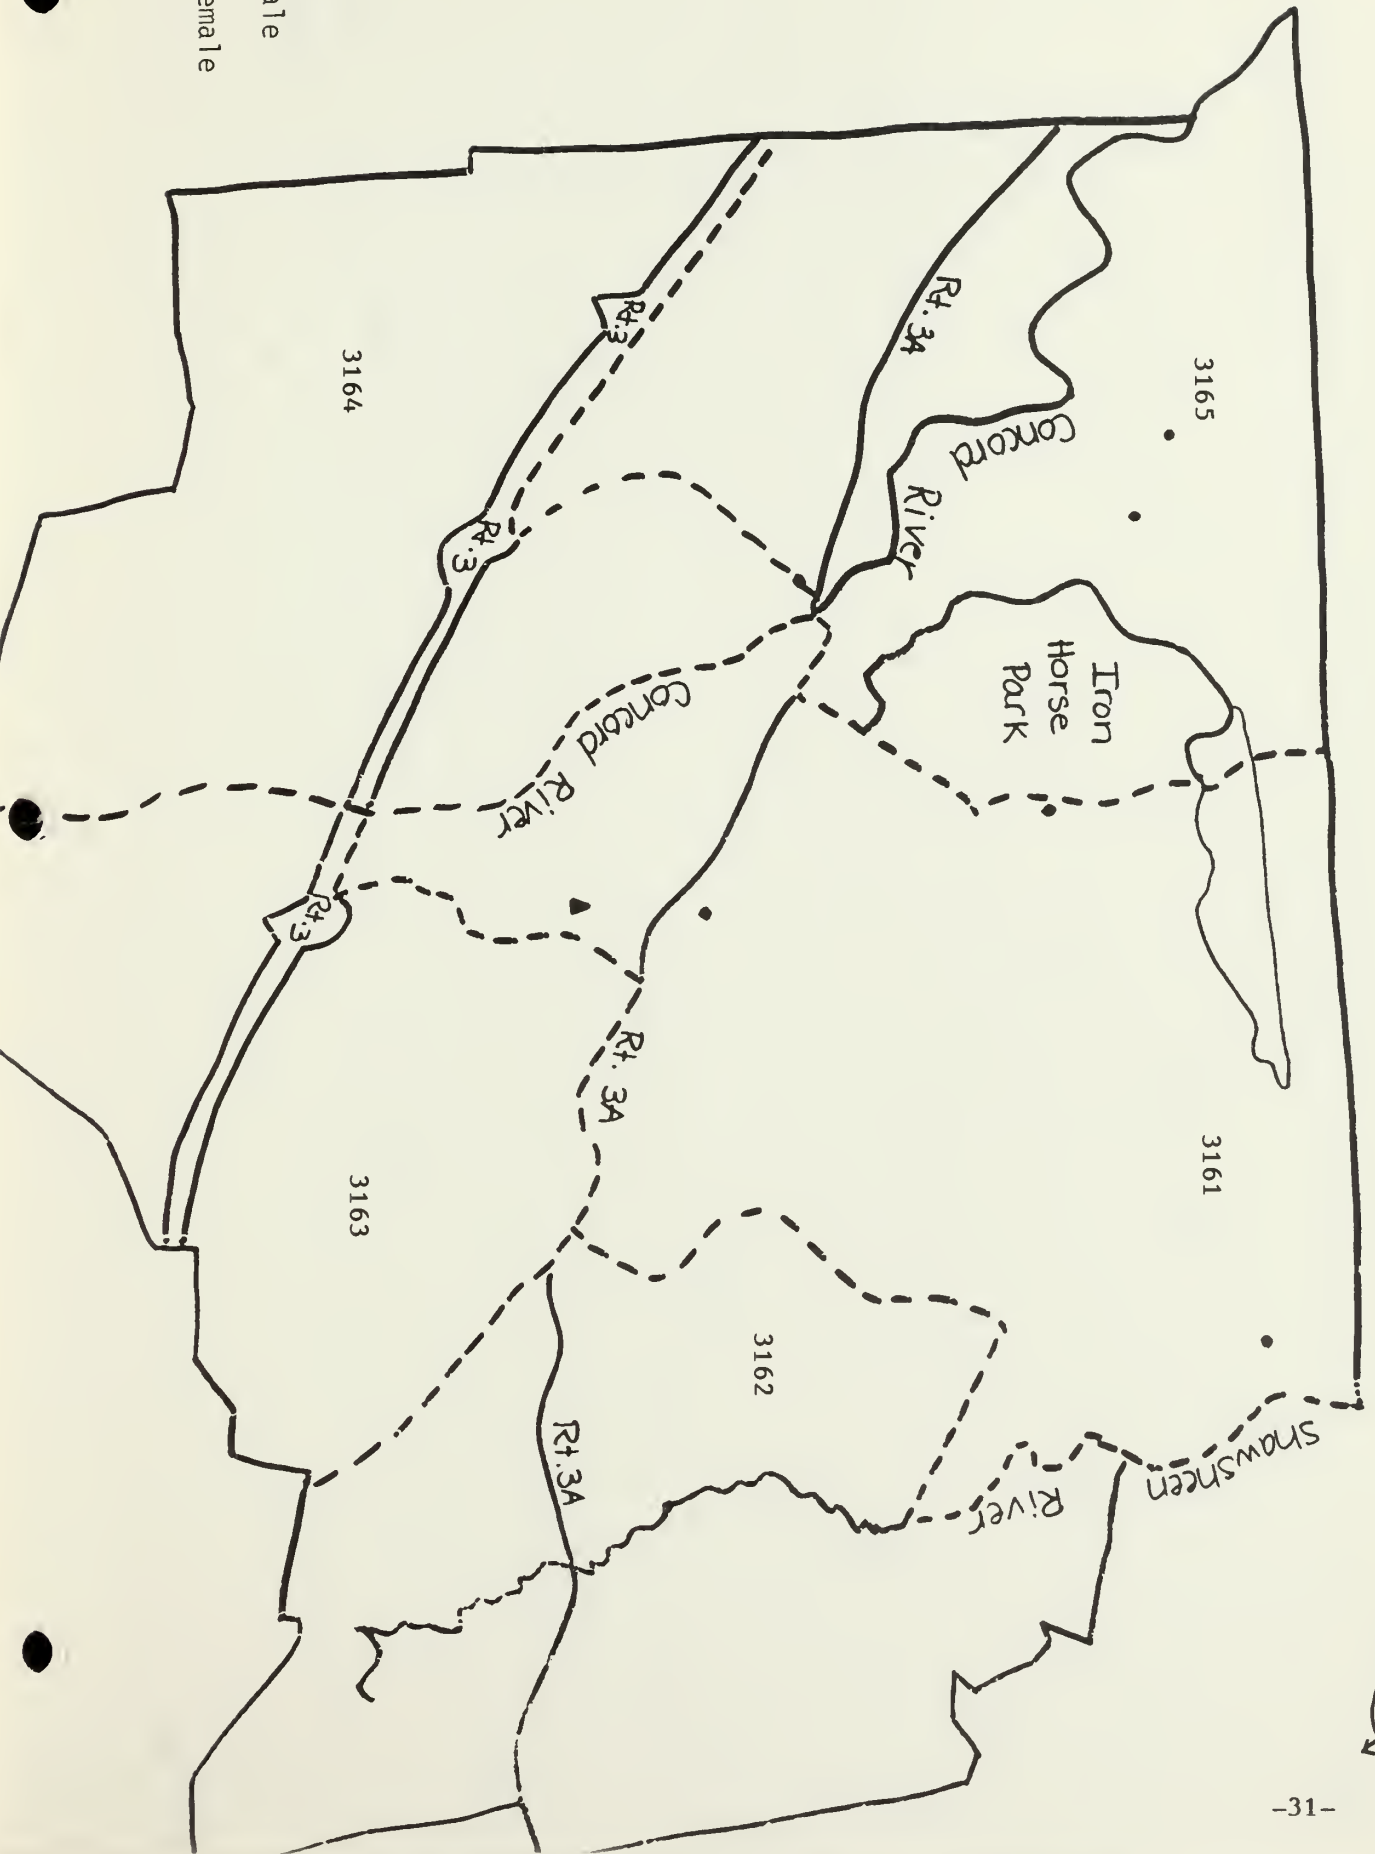 ale
emale
Rt. 3A
3165
Rt.3
3164
Concord
River
Rt.3
Iron
Horse
Park
Concord River
Rt.3
Rt. 3A
3161
3163
3162
Rt.3A
Shawsheen
River
-31-